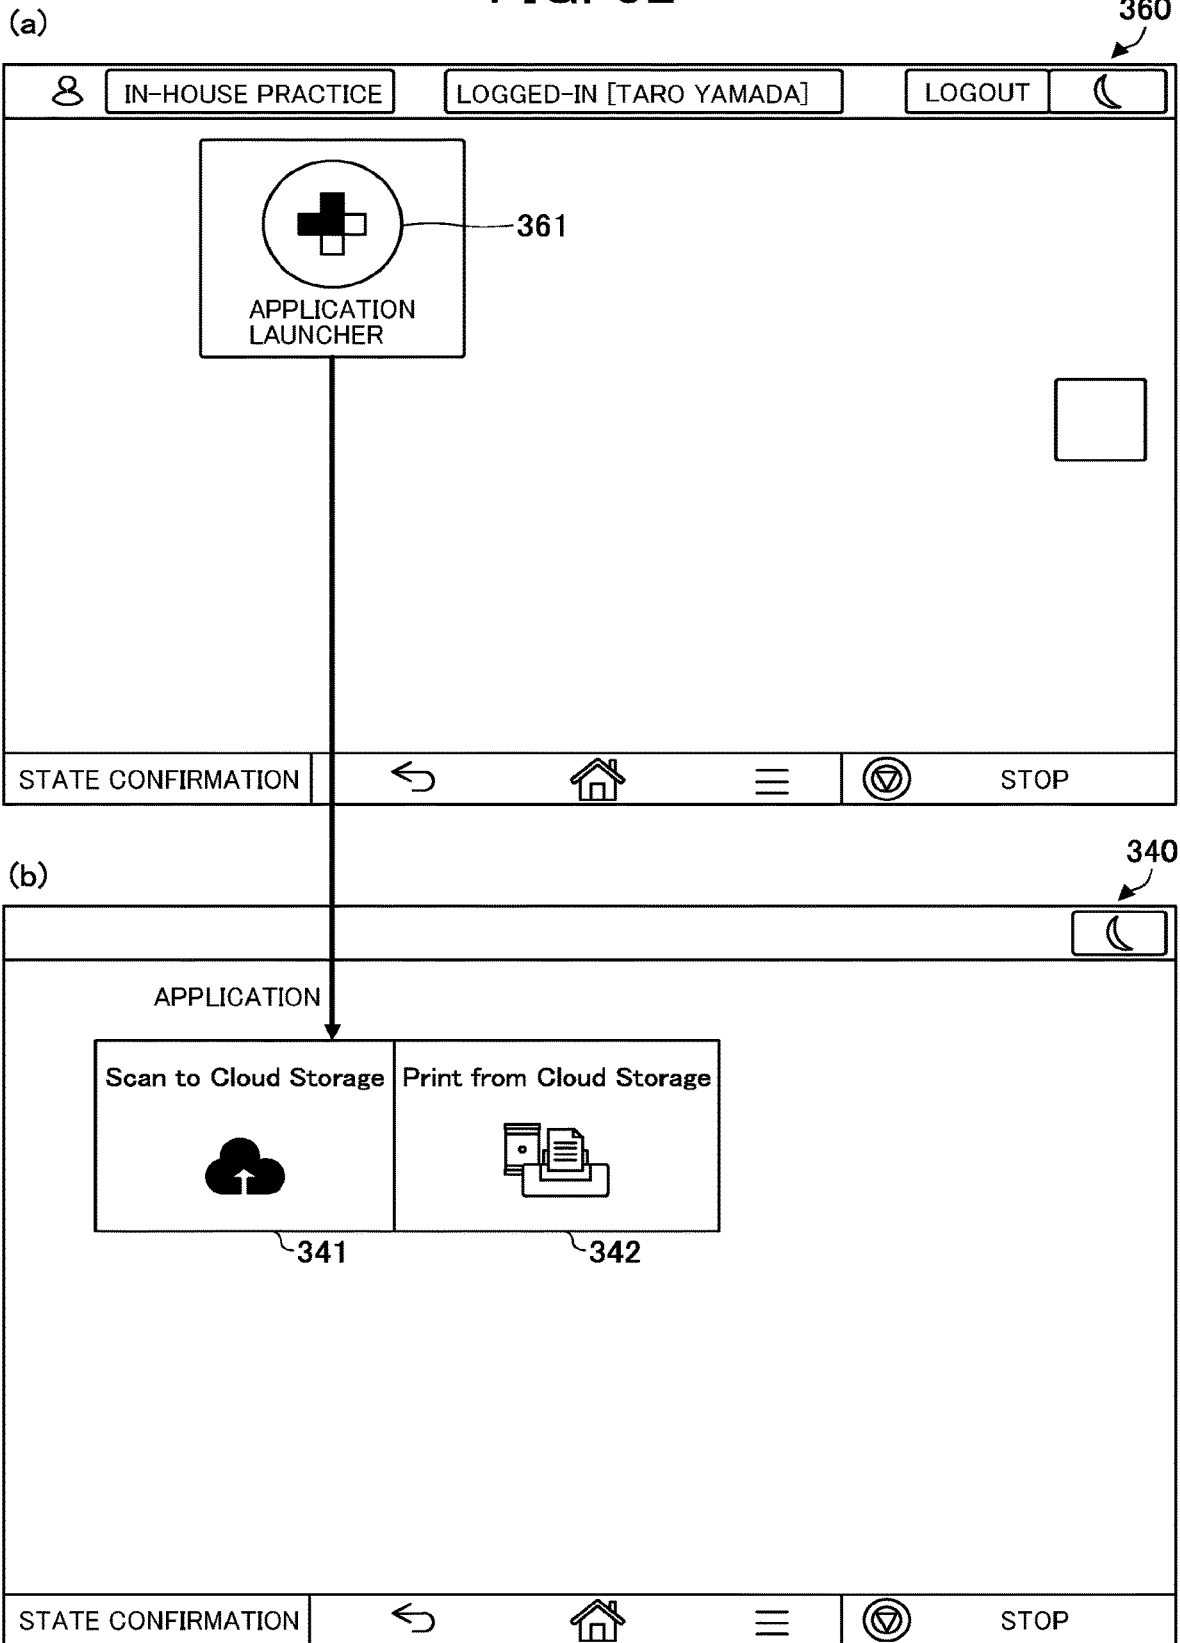 (a)
360
IN-HOUSE PRACTICE
LOGGED-IN [TARO YAMADA]
LOGOUT
361
APPLICATION
LAUNCHER
STATE CONFIRMATION
STOP
(b)
340
APPLICATION
Scan to Cloud Storage
Print from Cloud Storage
341
342
STATE CONFIRMATION
STOP